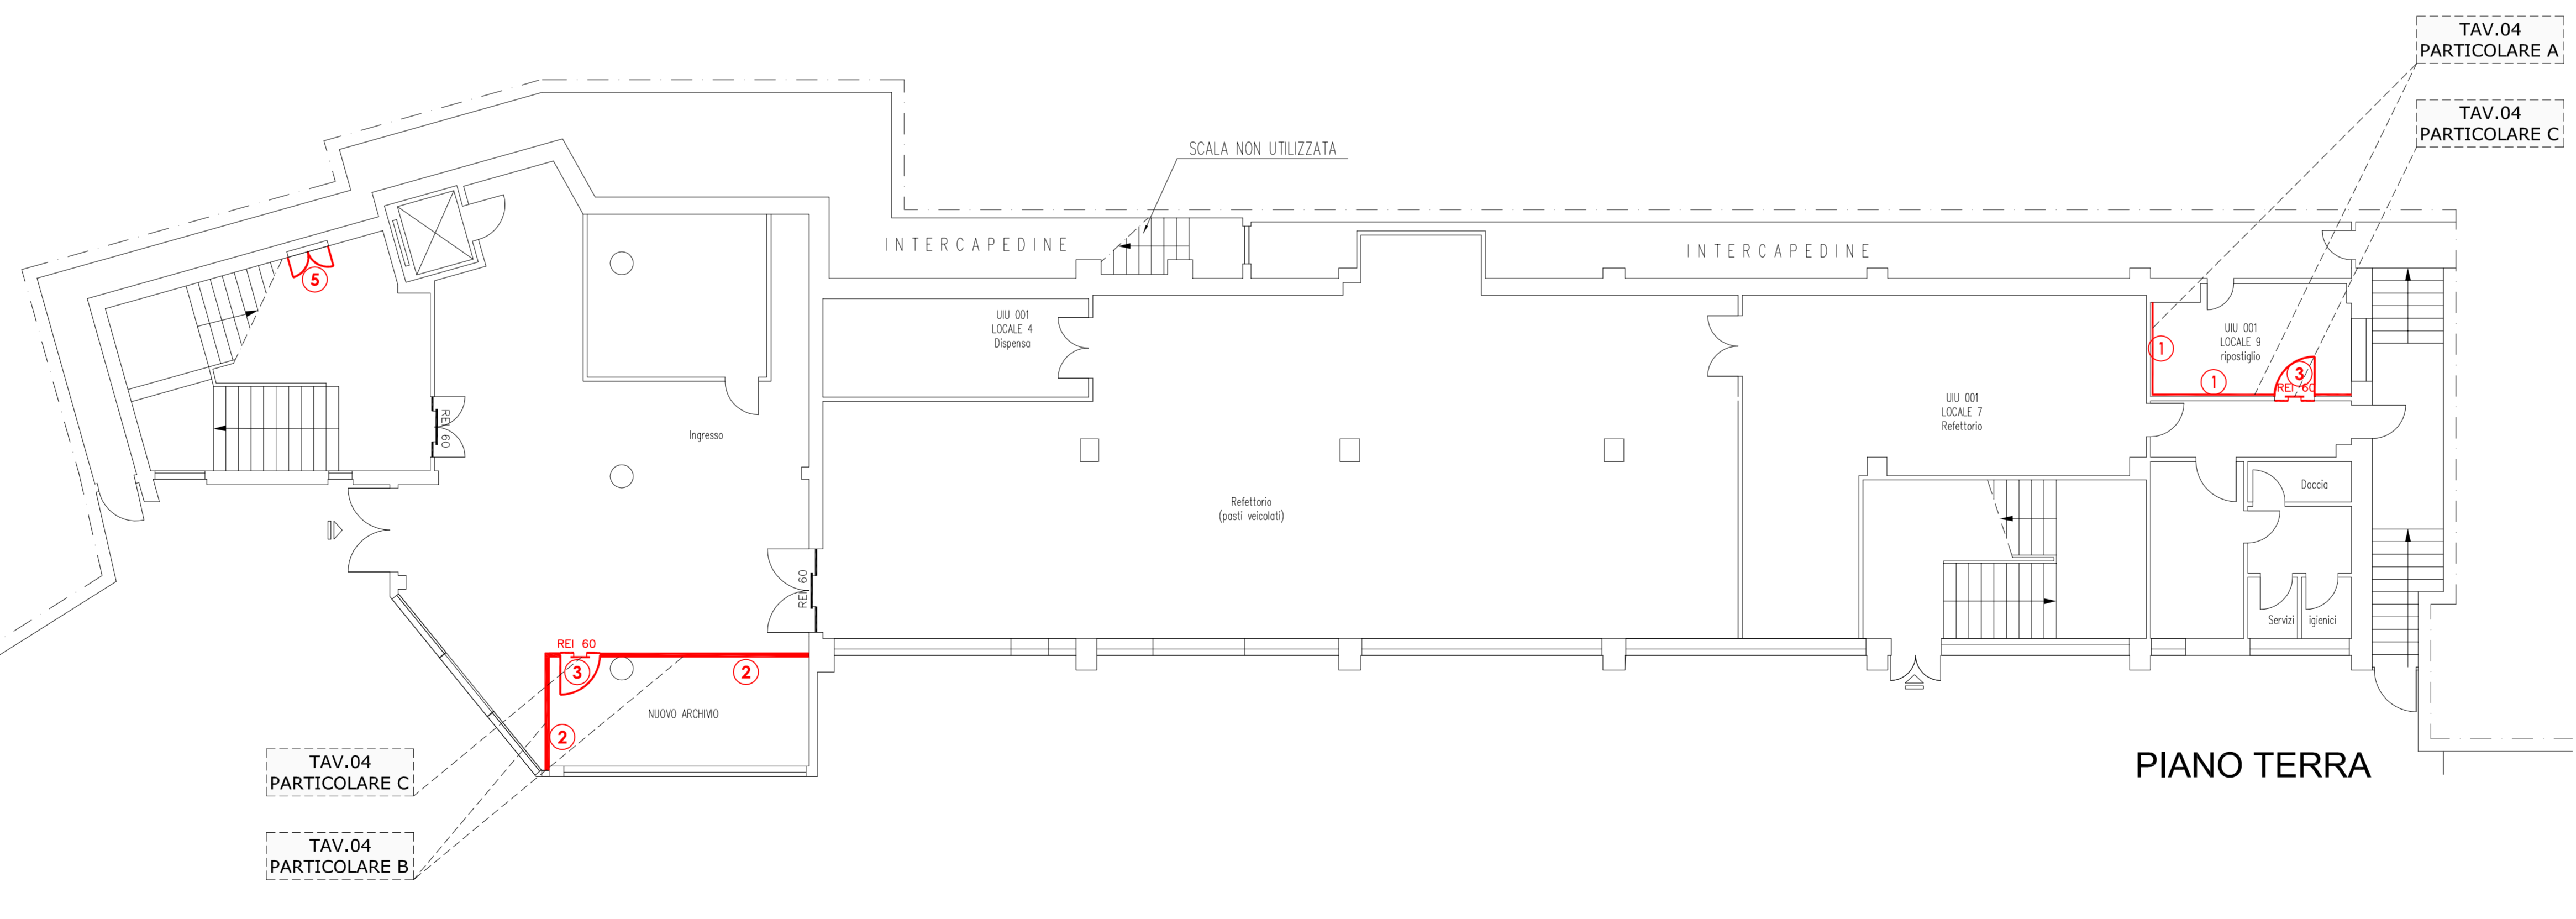 TAV.04
PARTICOLARE A
TAV.04
PARTICOLARE C
SCALA NON UTILIZZATA
INTERCAPEDINE
INTERCAPEDINE
5
UIU 001
LOCALE 4
Dispensa
UIU 001
LOCALE 9
ripostiglio
1
1
3
REI 60
REI 60
Ingresso
UIU 001
LOCALE 7
Refettorio
Refettorio
(pasti veicolati)
Doccia
REI 60
Servizi igienici
REI 60
3
2
2
NUOVO ARCHIVIO
TAV.04
PARTICOLARE C
TAV.04
PARTICOLARE B
PIANO TERRA